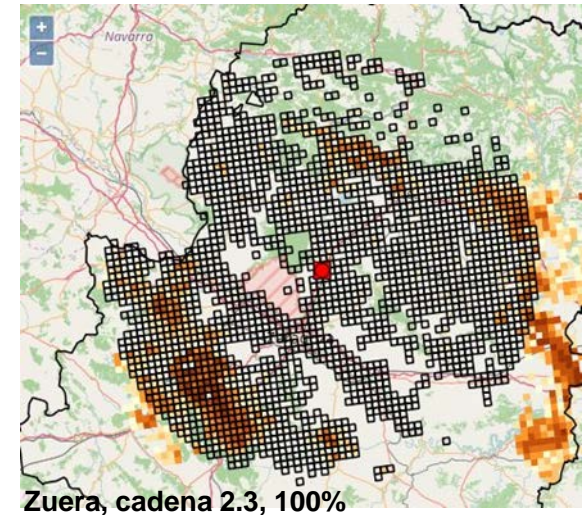 +
Navarra
−
Zuera, cadena 2.3, 100%